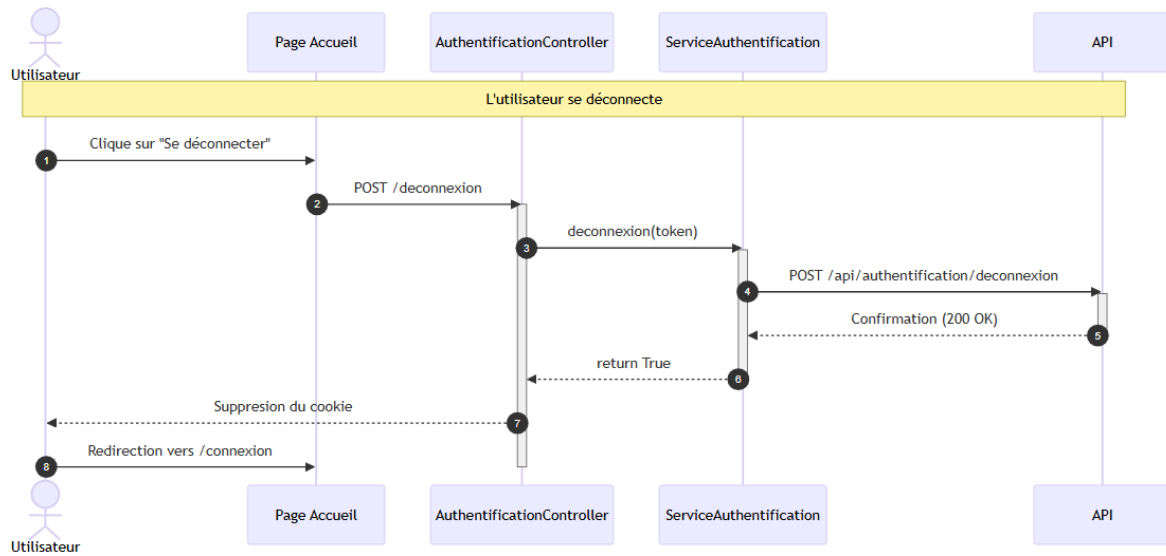 Page Accueil
AuthentificationController
ServiceAuthentification
API
Utilisateur
L'utilisateur se déconnecte
Clique sur "Se déconnecter"
1
POST /deconnexion
2
deconnexion(token)
3
POST /api/authentification/deconnexion
4
Confirmation (200 OK)
5
return True
6
Suppresion du cookie
7
Redirection vers /connexion
8
Page Accueil
AuthentificationController
ServiceAuthentification
API
Utilisateur